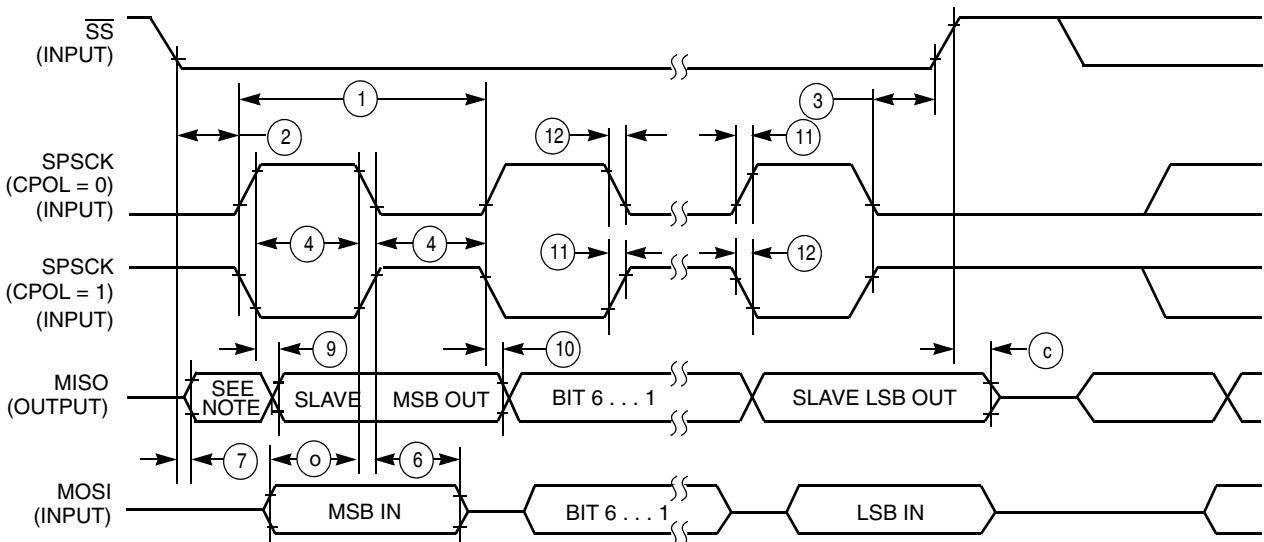 SS
(INPUT)
1
3
2
12
11
SPSCK
(CPOL = 0)
(INPUT)
4
4
SPSCK
(CPOL = 1)
(INPUT)
11
12
9
10
c
MISO
(OUTPUT)
SEE
NOTE
SLAVE
MSB OUT
BIT 6 . . . 1
SLAVE LSB OUT
7
o
6
MOSI
(INPUT)
MSB IN
BIT 6 . . . 1
LSB IN